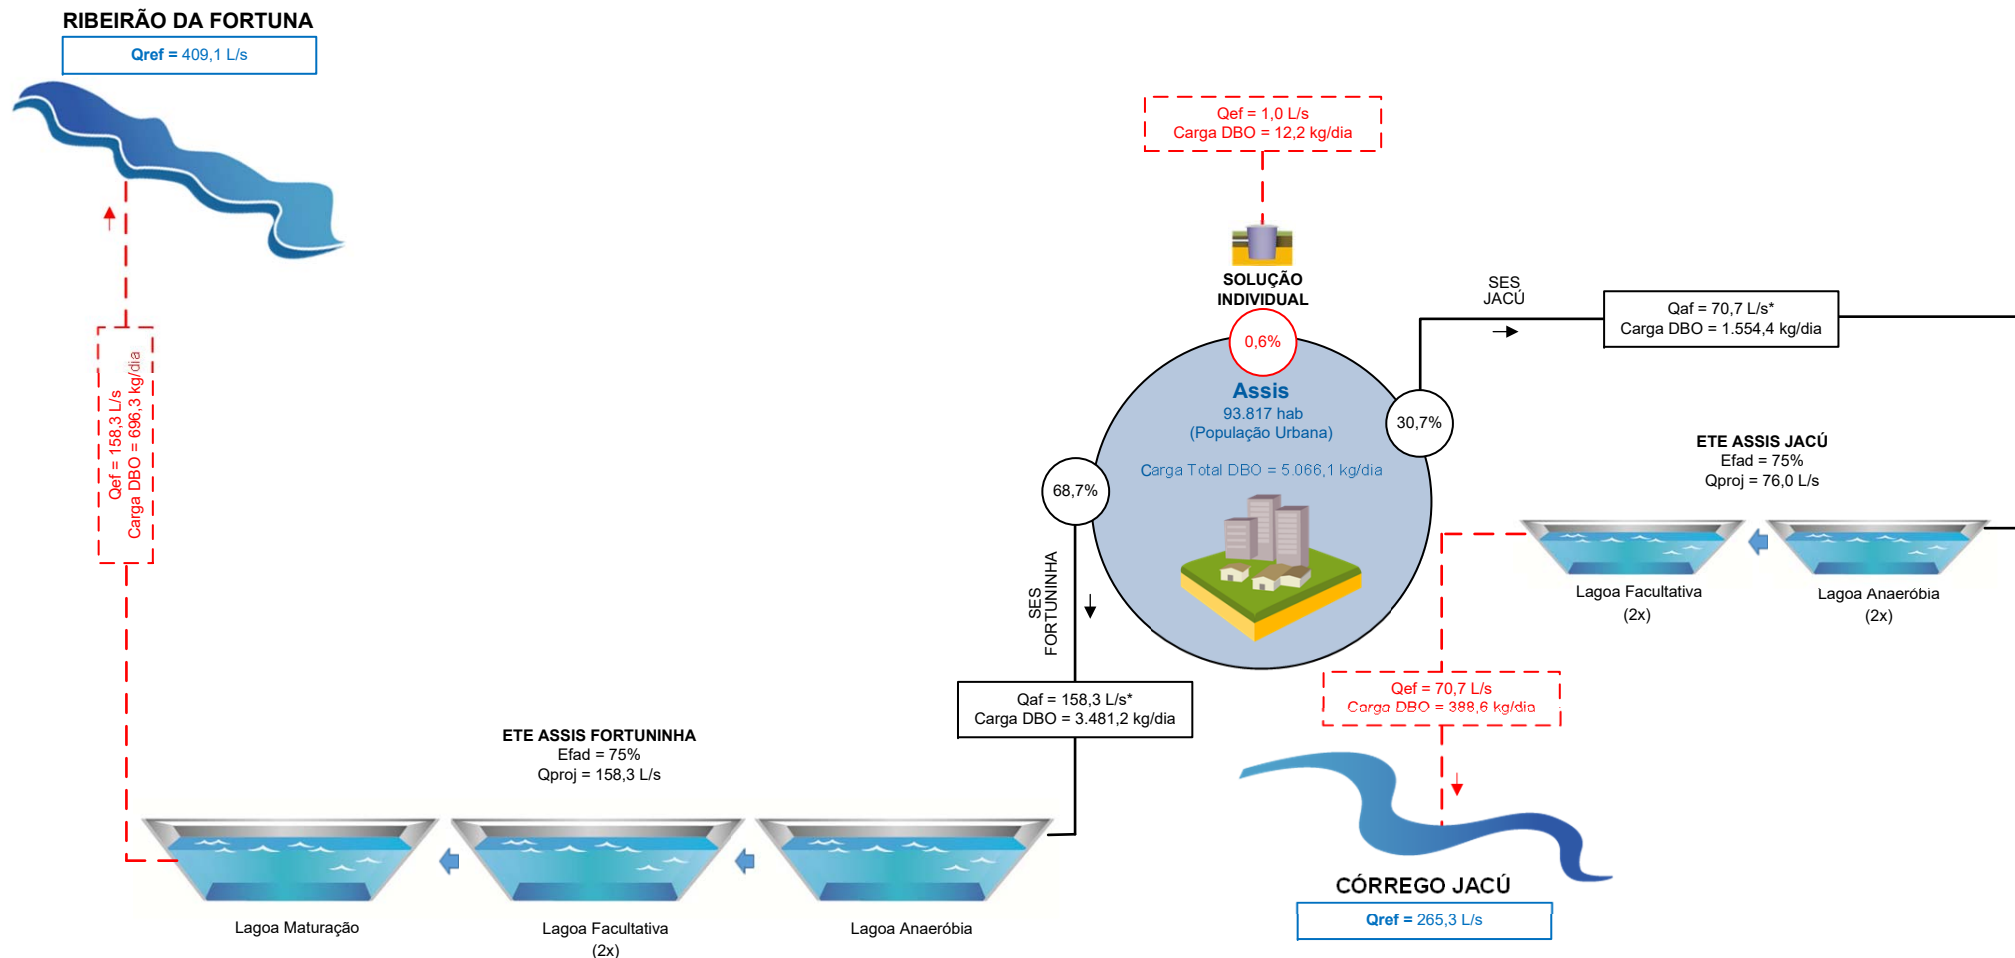 RIBEIRÃO DA FORTUNA
Qref = 409,1 L/s
Qef = 1,0 L/s
Carga DBO = 12,2 kg/dia
SOLUÇÃO
INDIVIDUAL
0,6%
Assis
93.817 hab
(População Urbana)
Carga Total DBO = 5.066,1 kg/dia
68,7%
30,7%
SES
JACÚ
Qaf = 70,7 L/s*
Carga DBO = 1.554,4 kg/dia
ETE ASSIS JACÚ
Efad = 75%
Qproj = 76,0 L/s
Lagoa Facultativa
(2x)
Lagoa Anaeróbia
(2x)
Qef = 70,7 L/s
Carga DBO = 388,6 kg/dia
CÓRREGO JACÚ
Qref = 265,3 L/s
SES
FORTUNINHA
Qaf = 158,3 L/s*
Carga DBO = 3.481,2 kg/dia
ETE ASSIS FORTUNINHA
Efad = 75%
Qproj = 158,3 L/s
Lagoa Maturação
Lagoa Facultativa
(2x)
Lagoa Anaeróbia
Qef = 158,3 L/s
Carga DBO = 696,3 kg/dia